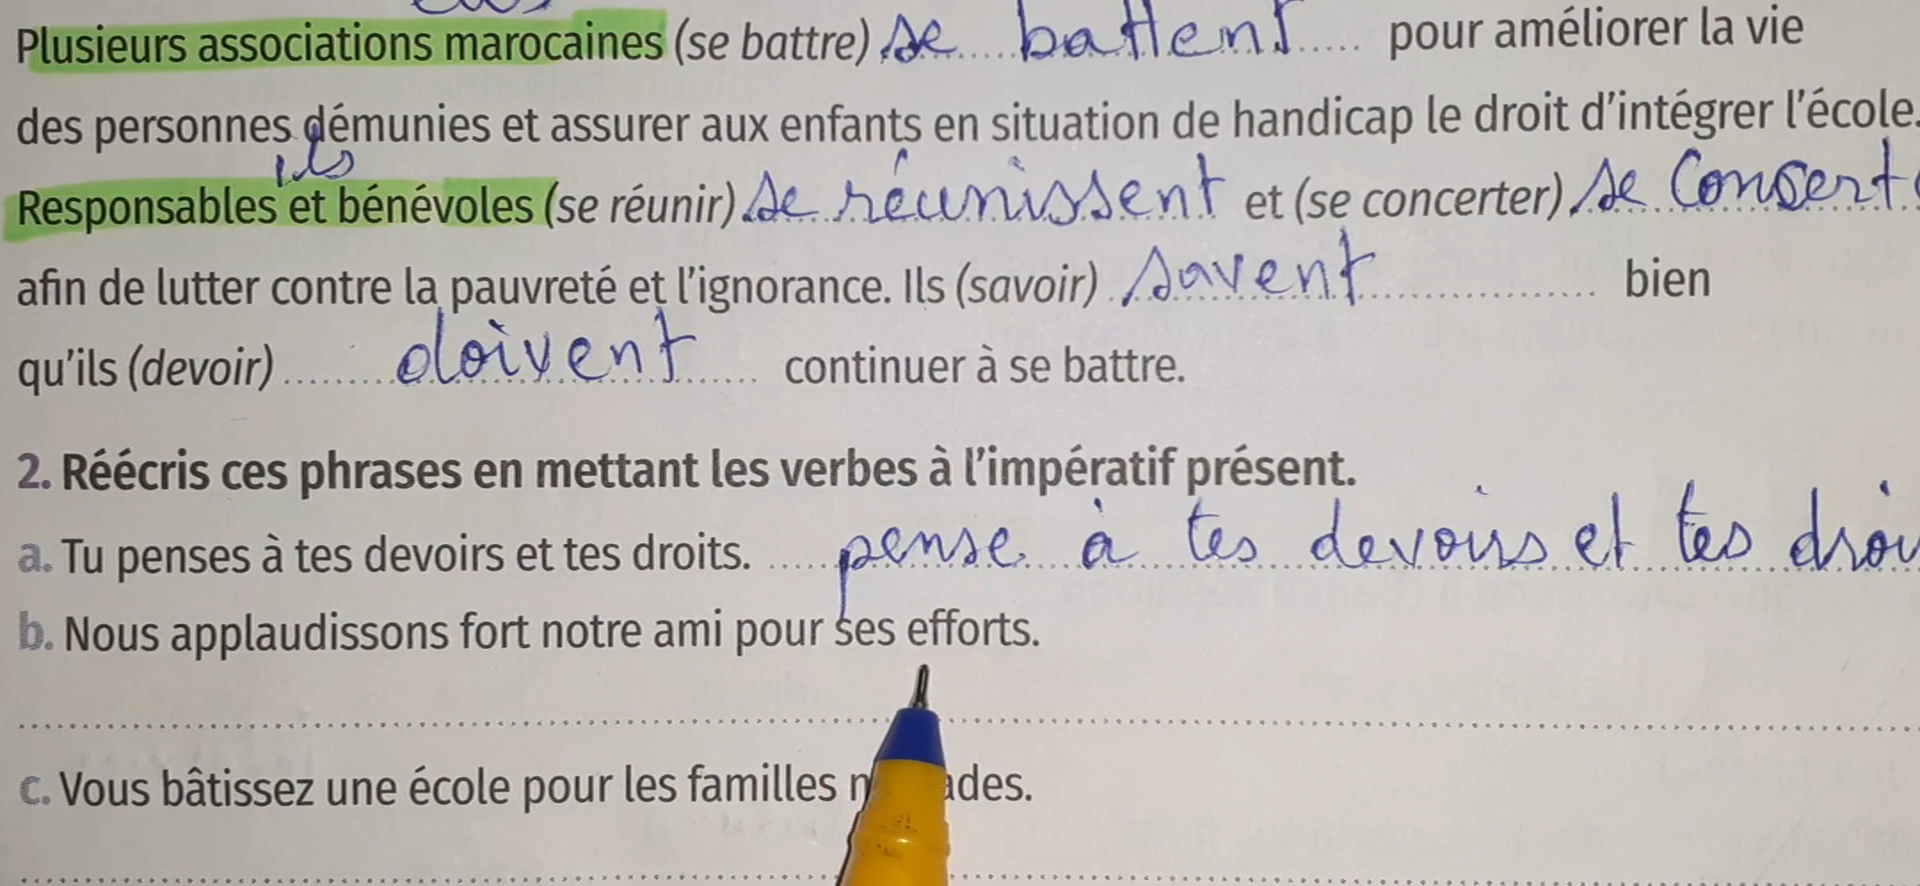 Plusieurs associations marocaines (se battre) se battent pour améliorer la vie
des personnes démunies et assurer aux enfants en situation de handicap le droit d'intégrer l'école.
ils
Responsables et bénévoles (se réunir) se réunissent et (se concerter) se Consert
afin de lutter contre la pauvreté et l'ignorance. Ils (savoir) savent bien
qu'ils (devoir) doivent continuer à se battre.
2. Réécris ces phrases en mettant les verbes à l'impératif présent.
a. Tu penses à tes devoirs et tes droits. pense à tes devoirs et tes droi
b. Nous applaudissons fort notre ami pour ses efforts.
c. Vous bâtissez une école pour les familles